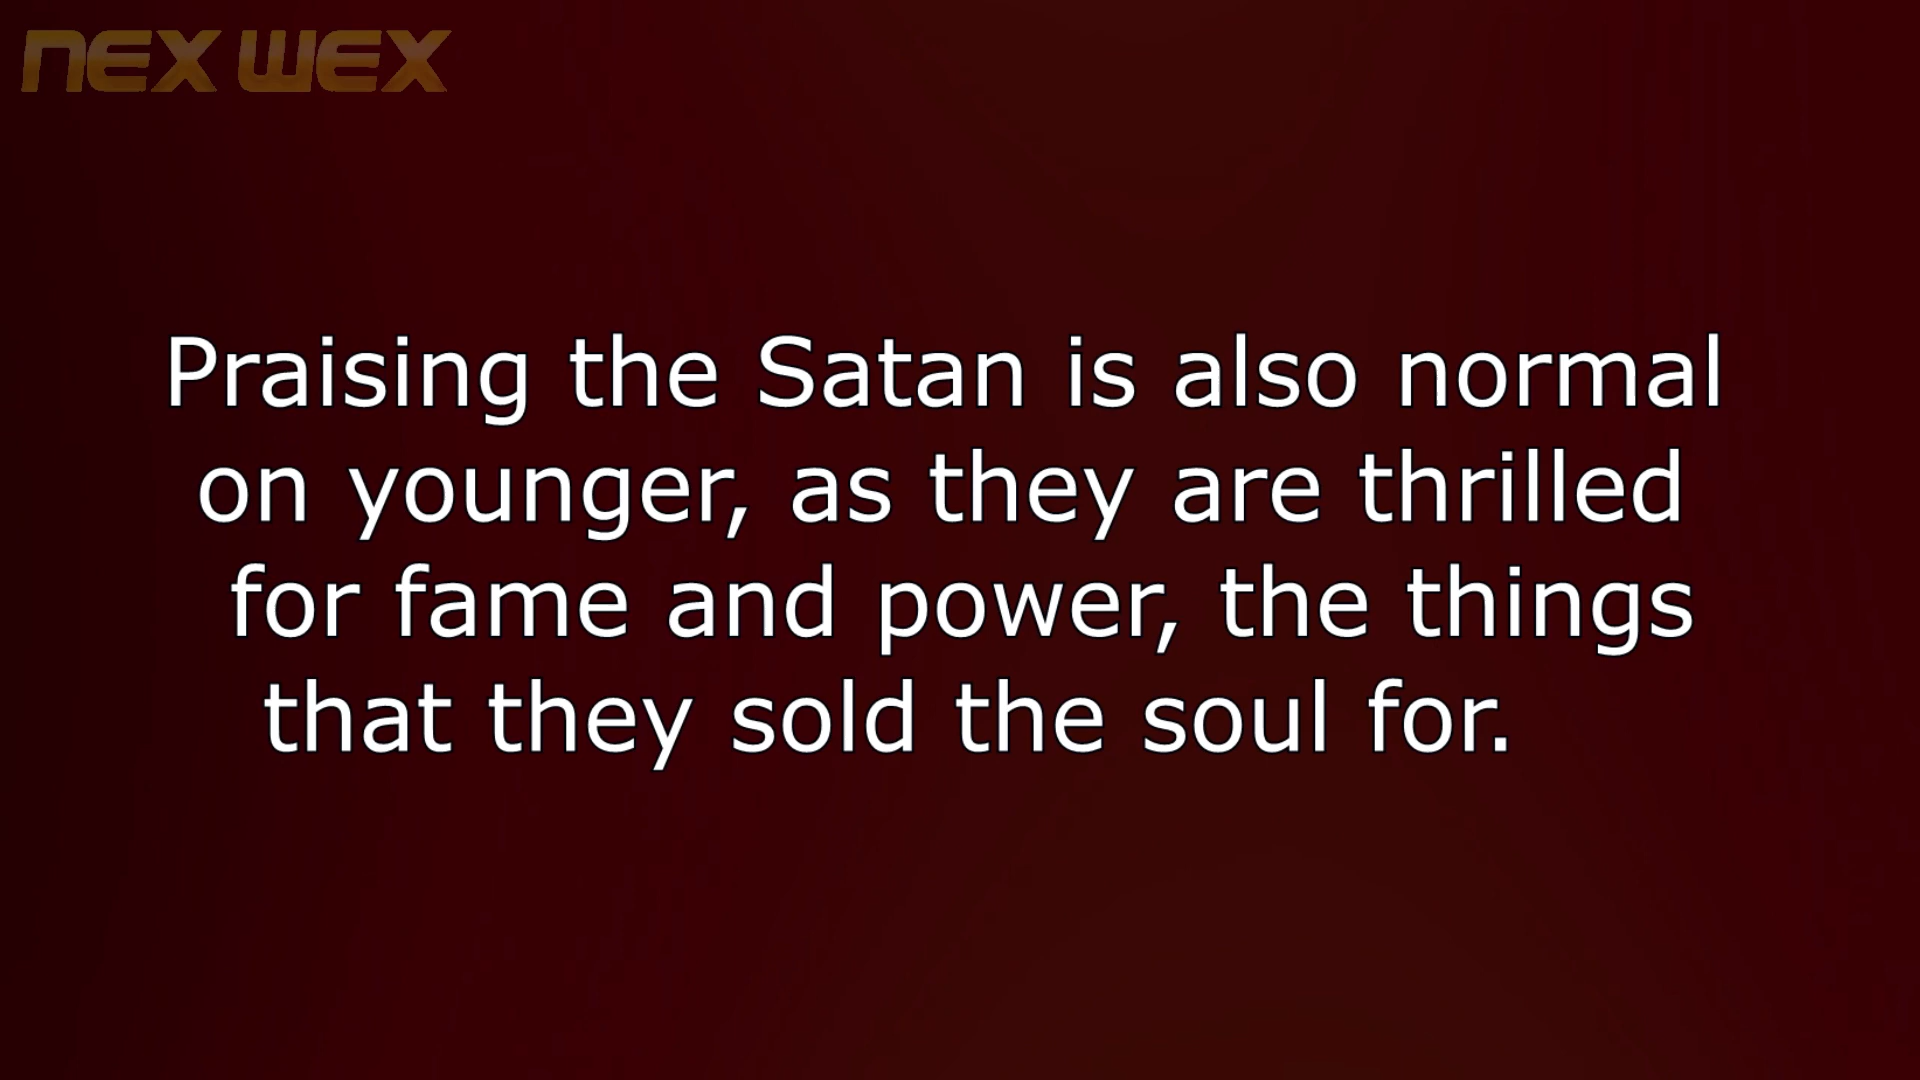 NEX WEX
Praising the Satan is also normal
on younger, as they are thrilled
for fame and power, the things
that they sold the soul for.